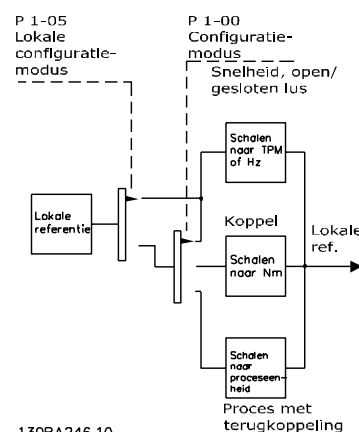 P 1-05
Lokale
configuratie-
modus
P 1-00
Configuratie-
modus
Snelheid, open/
gesloten lus
Schalen
naar TPM
of Hz
Lokale
referentie
Koppel
Schalen
naar Nm
Lokale
ref.
Schalen
naar
proceseen-
heid
Proces met
terugkoppeling
130BA246.10